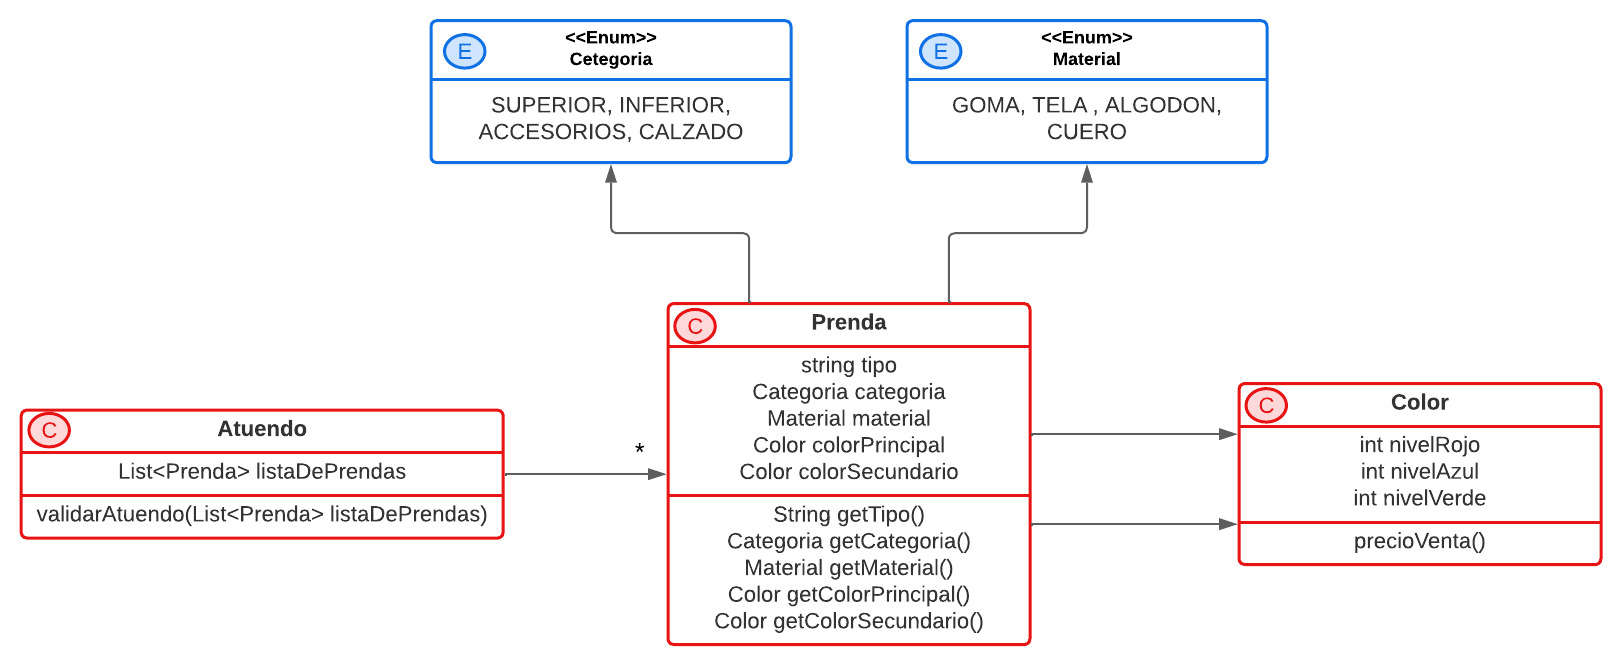 E
<<Enum>>
Cetegoria
SUPERIOR, INFERIOR,
ACCESORIOS, CALZADO
E
<<Enum>>
Material
GOMA, TELA , ALGODON,
CUERO
C
Atuendo
List<Prenda> listaDePrendas
validarAtuendo(List<Prenda> listaDePrendas)
*
C
Prenda
string tipo
Categoria categoria
Material material
Color colorPrincipal
Color colorSecundario
String getTipo()
Categoria getCategoria()
Material getMaterial()
Color getColorPrincipal()
Color getColorSecundario()
C
Color
int nivelRojo
int nivelAzul
int nivelVerde
precioVenta()